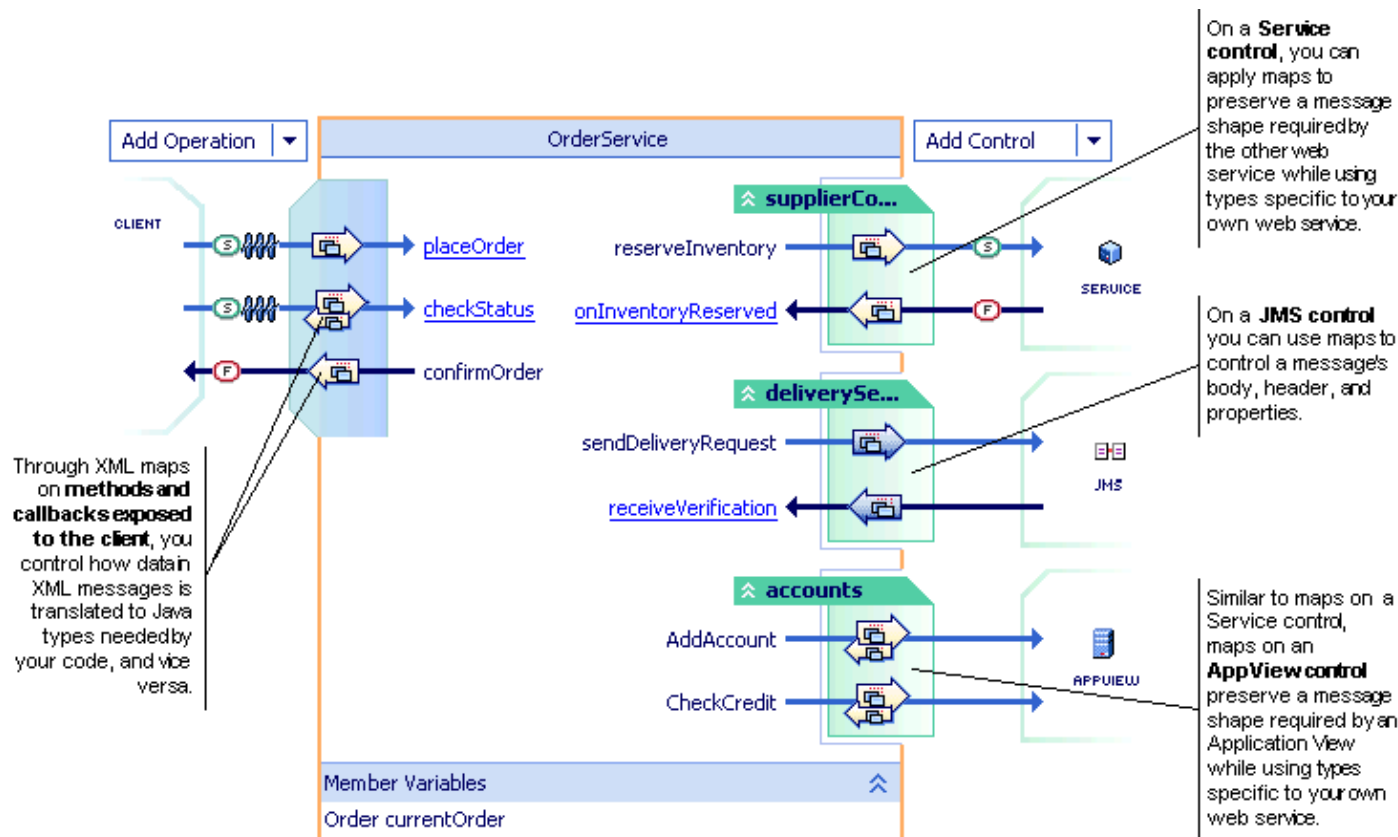 On a Service
control, you can
apply maps to
preserve a message
shape required by
the other web
service while using
types specific to your
own web service.
Add Operation
OrderService
Add Control
CLIENT
S
placeOrder
S
checkStatus
F
confirmOrder
supplierCo...
reserveInventory
S
onInventoryReserved
F
SERVICE
On a JMS control
you can use maps to
control a message's
body, header, and
properties.
deliverySe...
sendDeliveryRequest
receiveVerification
JMS
Through XML maps
on methods and
callbacks exposed
to the client, you
control how data in
XML messages is
translated to Java
types needed by
your code, and vice
versa.
accounts
AddAccount
CheckCredit
APPVIEW
Similar to maps on a
Service control,
maps on an
AppView control
preserve a message
shape required by an
Application View
while using types
specific to your own
web service.
Member Variables
Order currentOrder